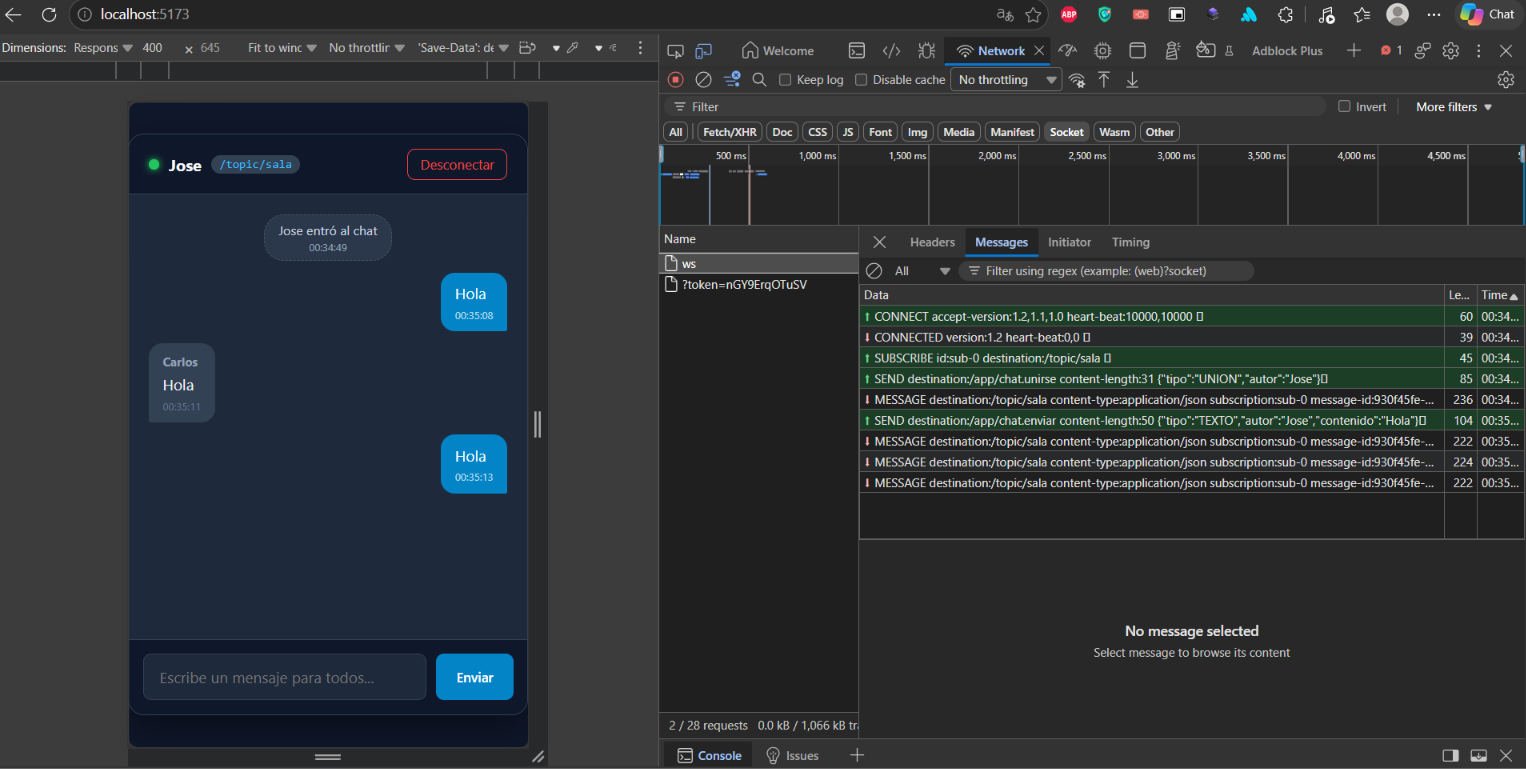 localhost:5173
ABP
Chat
Dimensions: Respons 400 × 645 Fit to winc No throttlir 'Save-Data': de
Welcome
Network
Adblock Plus
1
Keep log
Disable cache
No throttling
Filter
Invert
More filters
All
Fetch/XHR
Doc
CSS
JS
Font
Img
Media
Manifest
Socket
Wasm
Other
500 ms
1,000 ms
1,500 ms
2,000 ms
2,500 ms
3,000 ms
3,500 ms
4,000 ms
4,500 ms
Jose
/topic/sala
Desconectar
Jose entró al chat
00:34:49
Hola
00:35:08
Carlos
Hola
00:35:11
Hola
00:35:13
Escribe un mensaje para todos...
Enviar
Name
ws
?token=nGY9ErqOTuSV
2 / 28 requests 0.0 kB / 1,066 kB tra
Headers
Messages
Initiator
Timing
All
Filter using regex (example: (web)?socket)
Data Le... Time
CONNECT accept-version:1.2,1.1,1.0 heart-beat:10000,10000 60 00:34...
CONNECTED version:1.2 heart-beat:0,0 39 00:34...
SUBSCRIBE id:sub-0 destination:/topic/sala 45 00:34...
SEND destination:/app/chat.unirse content-length:31 {"tipo":"UNION","autor":"Jose"} 85 00:34...
MESSAGE destination:/topic/sala content-type:application/json subscription:sub-0 message-id:930f45fe-... 236 00:34...
SEND destination:/app/chat.enviar content-length:50 {"tipo":"TEXTO","autor":"Jose","contenido":"Hola"} 104 00:35...
MESSAGE destination:/topic/sala content-type:application/json subscription:sub-0 message-id:930f45fe-... 222 00:35...
MESSAGE destination:/topic/sala content-type:application/json subscription:sub-0 message-id:930f45fe-... 224 00:35...
MESSAGE destination:/topic/sala content-type:application/json subscription:sub-0 message-id:930f45fe-... 222 00:35...
No message selected
Select message to browse its content
Console
Issues